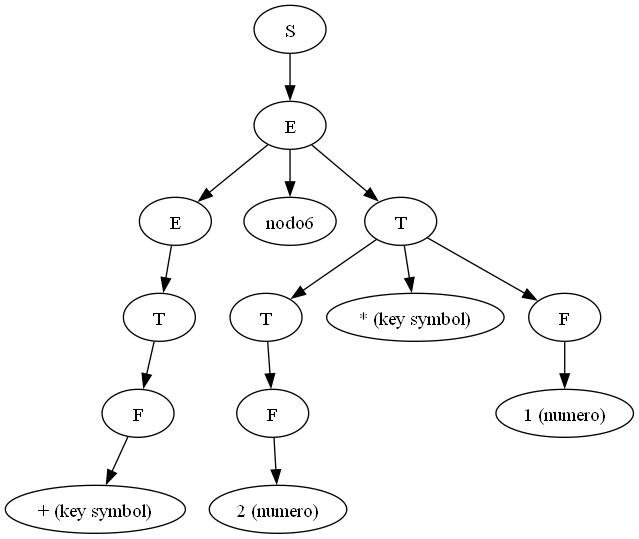 S
E
E
nodo6
T
T
T
* (key symbol)
F
F
F
1 (numero)
+ (key symbol)
2 (numero)